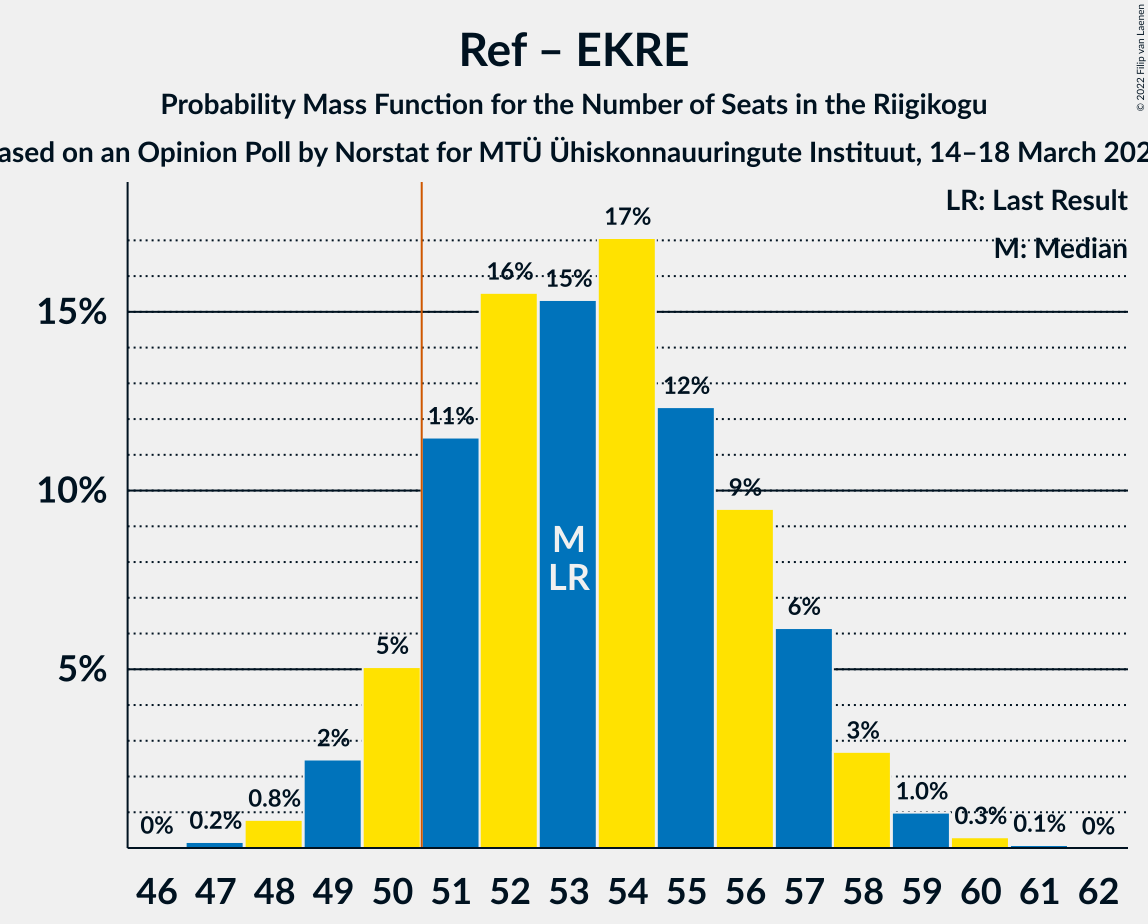 Ref – EKRE
Probability Mass Function for the Number of Seats in the Riigikogu
ased on an Opinion Poll by Norstat for MTÜ Ühiskonnauuringute Instituut, 14–18 March 202
© 2022 Filip van Laenen
LR: Last Result
M: Median
15%
10%
5%
0%
0.2%
0.8%
2%
5%
11%
16%
15%
17%
12%
9%
6%
3%
1.0%
0.3%
0.1%
0%
M
LR
46 47 48 49 50 51 52 53 54 55 56 57 58 59 60 61 62